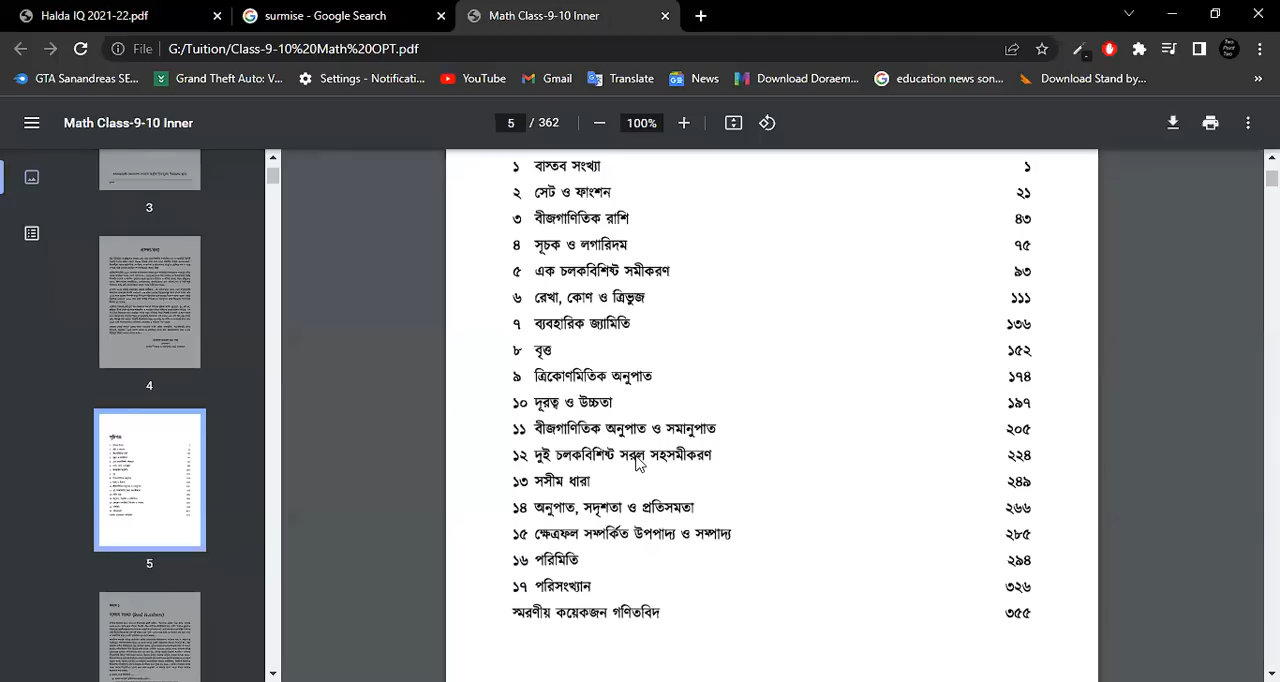 Halda IQ 2021-22.pdf
surmise - Google Search
Math Class-9-10 Inner
File G:/Tuition/Class-9-10%20Math%20OPT.pdf
GTA Sanandreas SE... Grand Theft Auto: V... Settings - Notificati... YouTube Gmail Translate News Download Doraem... education news son... Download Stand by... »
Math Class-9-10 Inner 5 / 362 100%
3
4
5
১ বাস্তব সংখ্যা ১
২ সেট ও ফাংশন ২১
৩ বীজগাণিতিক রাশি ৪৩
৪ সূচক ও লগারিদম ৭৫
৫ এক চলকবিশিষ্ট সমীকরণ ৯৩
৬ রেখা, কোণ ও ত্রিভুজ ১১১
৭ ব্যবহারিক জ্যামিতি ১৩৬
৮ বৃত্ত ১৫২
৯ ত্রিকোণমিতিক অনুপাত ১৭৪
১০ দূরত্ব ও উচ্চতা ১৯৭
১১ বীজগাণিতিক অনুপাত ও সমানুপাত ২০৫
১২ দুই চলকবিশিষ্ট সরল সহসমীকরণ ২২৪
১৩ সসীম ধারা ২৪৯
১৪ অনুপাত, সদৃশতা ও প্রতিসমতা ২৬৬
১৫ ক্ষেত্রফল সম্পর্কিত উপপাদ্য ও সম্পাদ্য ২৮৫
১৬ পরিমিতি ২৯৪
১৭ পরিসংখ্যান ৩২৬
স্মরণীয় কয়েকজন গণিতবিদ ৩৫৫